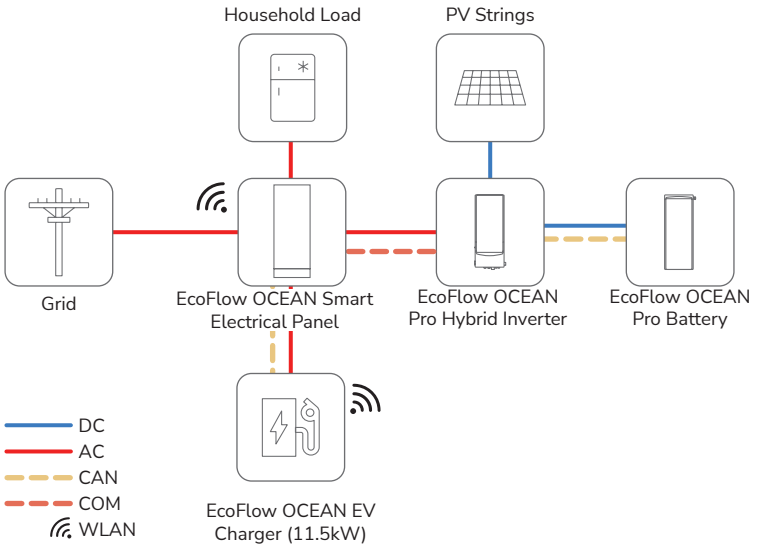 Household Load
PV Strings
Grid
EcoFlow OCEAN Smart
Electrical Panel
EcoFlow OCEAN
Pro Hybrid Inverter
EcoFlow OCEAN
Pro Battery
DC
AC
CAN
COM
WLAN
EcoFlow OCEAN EV
Charger (11.5kW)